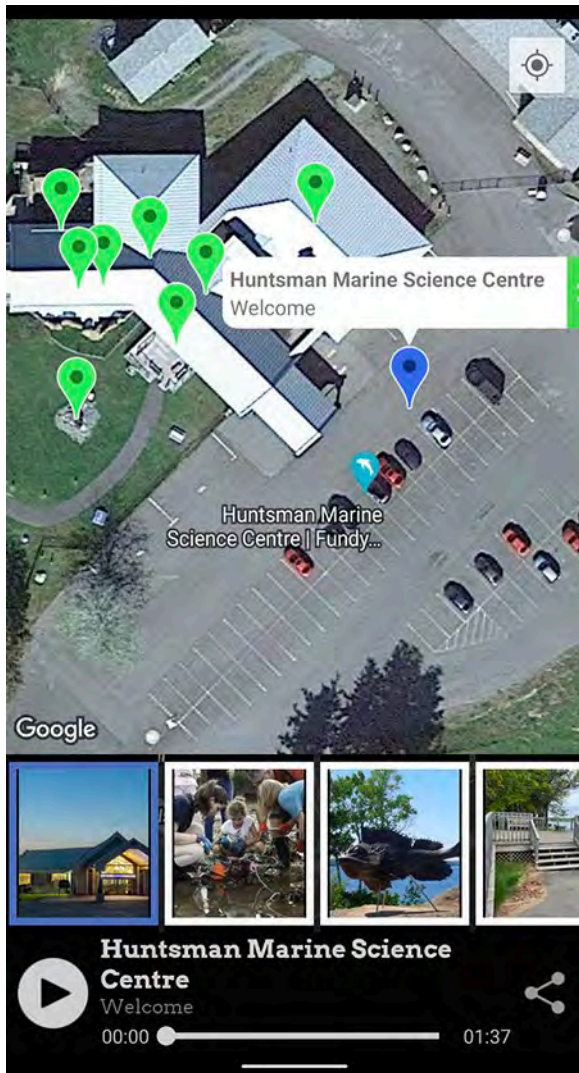 Huntsman Marine Science Centre
Welcome
Huntsman Marine
Science Centre | Fundy...
Google
Huntsman Marine Science
Centre
Welcome
00:00
01:37